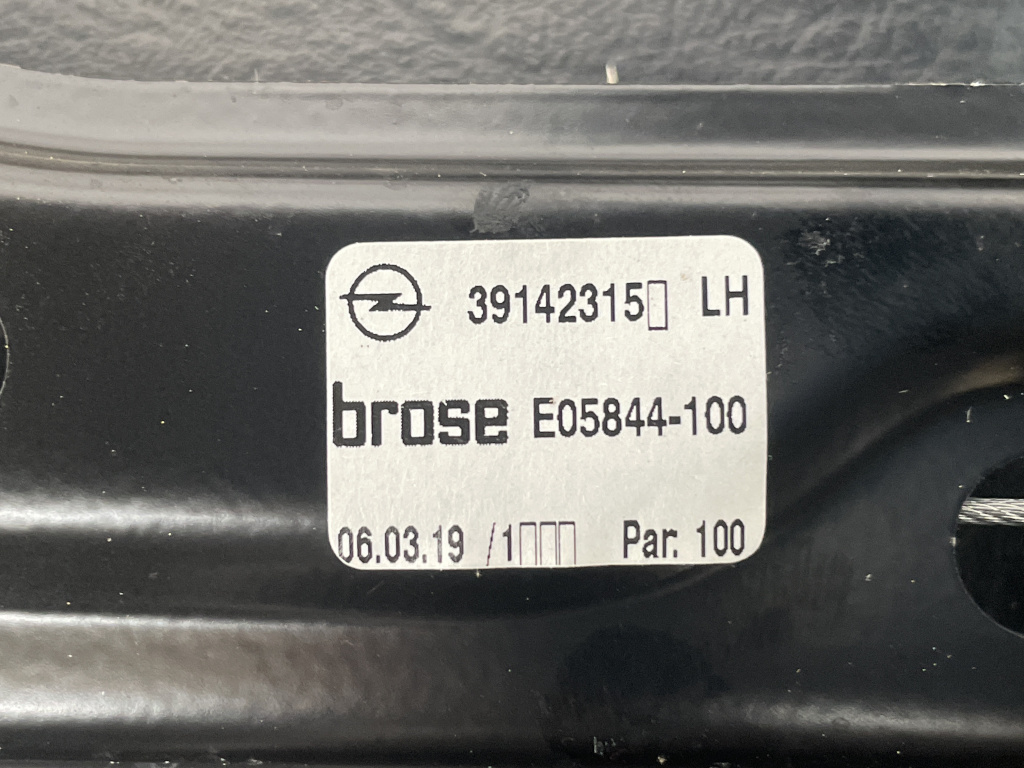 39142315▯ LH
brose E05844-100
06.03.19 /1▯▯▯ Par. 100